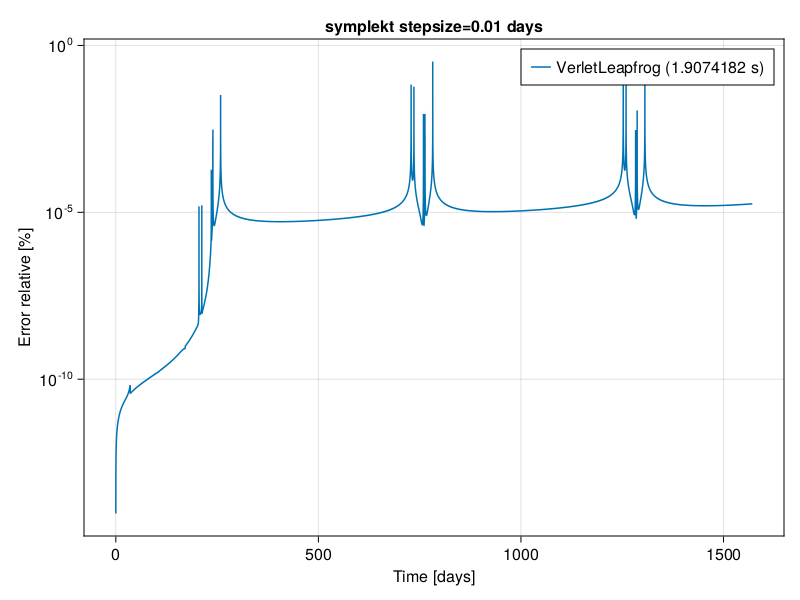 symplekt stepsize=0.01 days
VerletLeapfrog (1.9074182 s)
Error relative [%]
10⁰
10⁻⁵
10⁻¹⁰
0 500 1000 1500
Time [days]